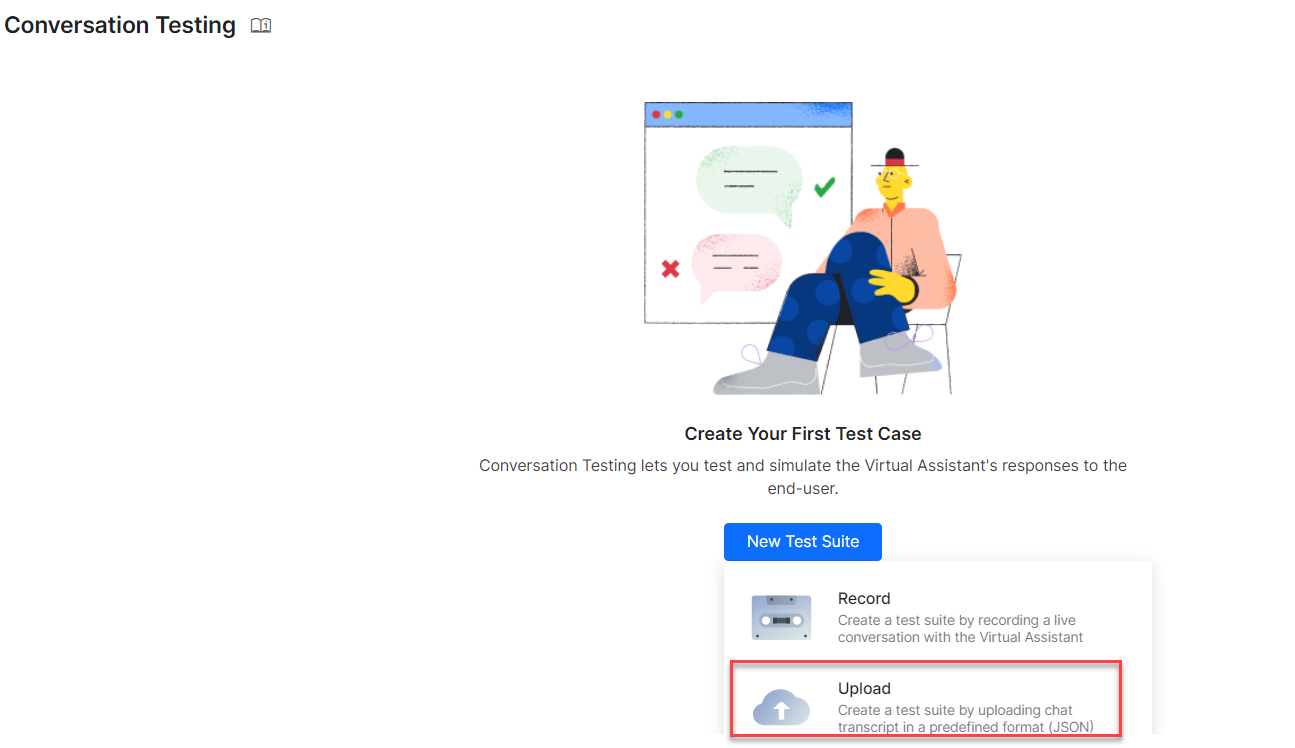 Conversation Testing
Create Your First Test Case
Conversation Testing lets you test and simulate the Virtual Assistant's responses to the
end-user.
New Test Suite
Record
Create a test suite by recording a live
conversation with the Virtual Assistant
Upload
Create a test suite by uploading chat
transcript in a predefined format (JSON)